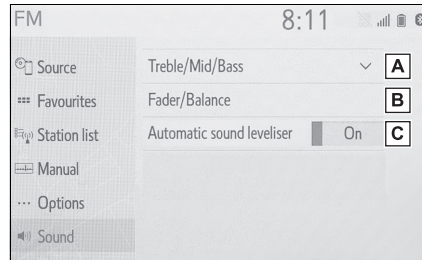 FM
8:11
Source
Favourites
Station list
Manual
Options
Sound
Treble/Mid/Bass
A
Fader/Balance
B
Automatic sound leveliser
On
C